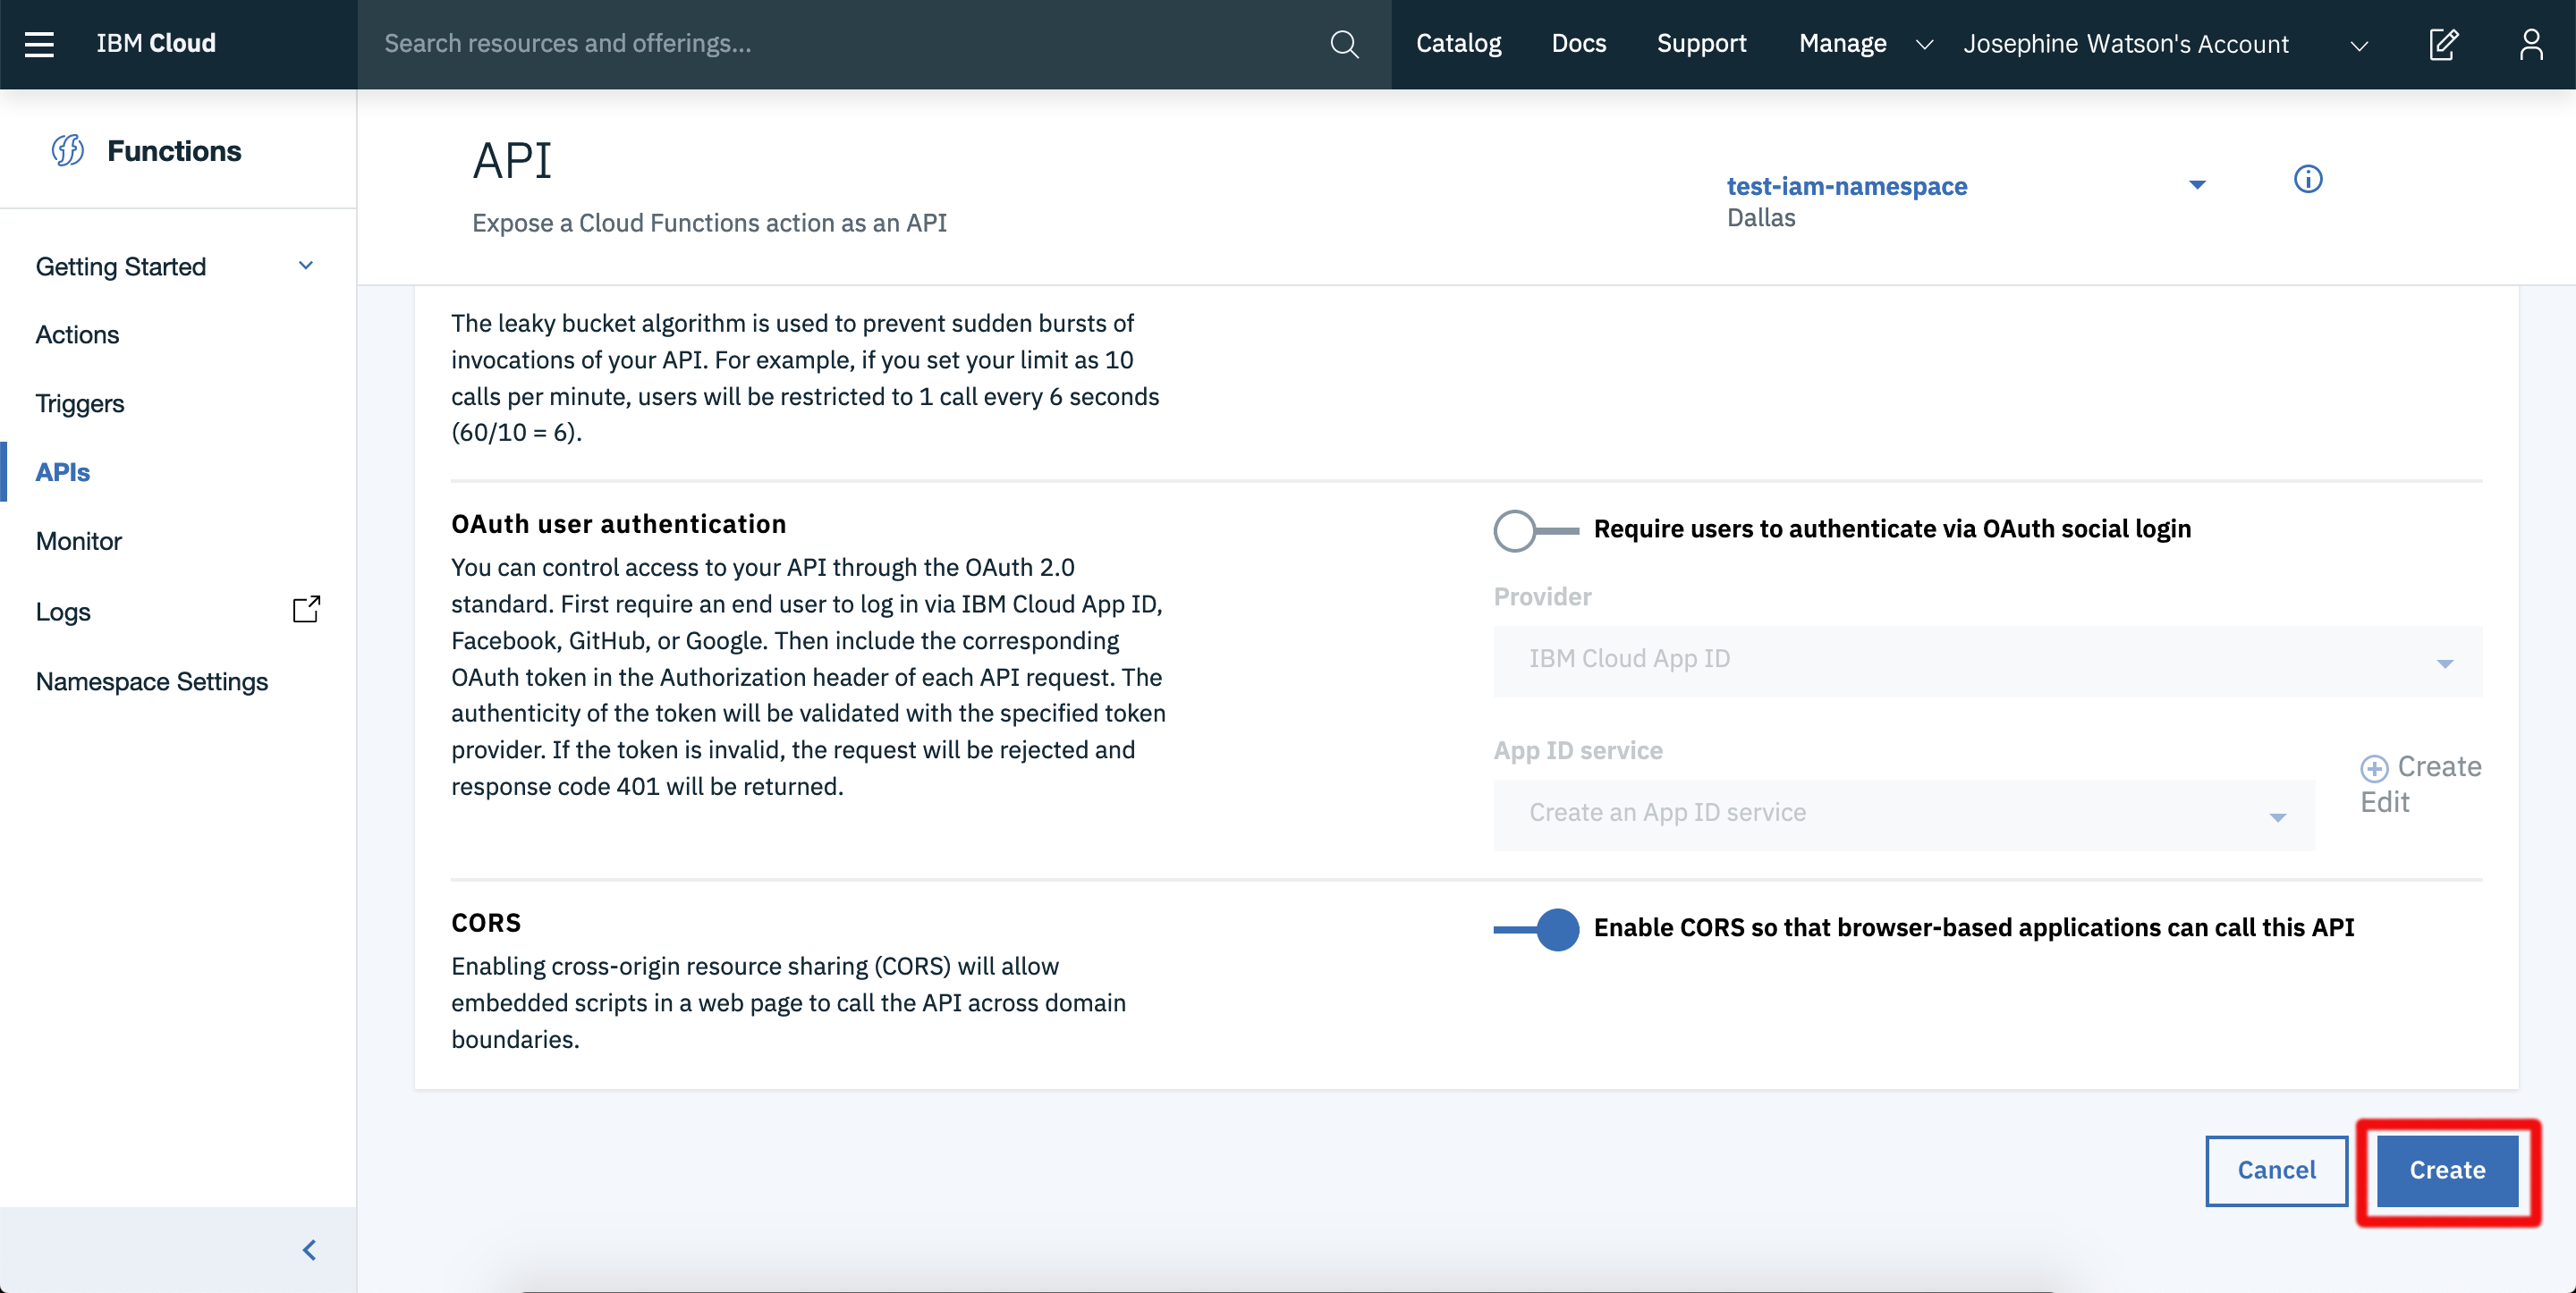 IBM Cloud
Search resources and offerings...
Catalog
Docs
Support
Manage
Josephine Watson's Account
Functions
Getting Started
Actions
Triggers
APIs
Monitor
Logs
Namespace Settings
API
Expose a Cloud Functions action as an API
test-iam-namespace
Dallas
The leaky bucket algorithm is used to prevent sudden bursts of
invocations of your API. For example, if you set your limit as 10
calls per minute, users will be restricted to 1 call every 6 seconds
(60/10 = 6).
OAuth user authentication
You can control access to your API through the OAuth 2.0
standard. First require an end user to log in via IBM Cloud App ID,
Facebook, GitHub, or Google. Then include the corresponding
OAuth token in the Authorization header of each API request. The
authenticity of the token will be validated with the specified token
provider. If the token is invalid, the request will be rejected and
response code 401 will be returned.
Require users to authenticate via OAuth social login
Provider
IBM Cloud App ID
App ID service
Create an App ID service
Create
Edit
CORS
Enabling cross-origin resource sharing (CORS) will allow
embedded scripts in a web page to call the API across domain
boundaries.
Enable CORS so that browser-based applications can call this API
Cancel
Create